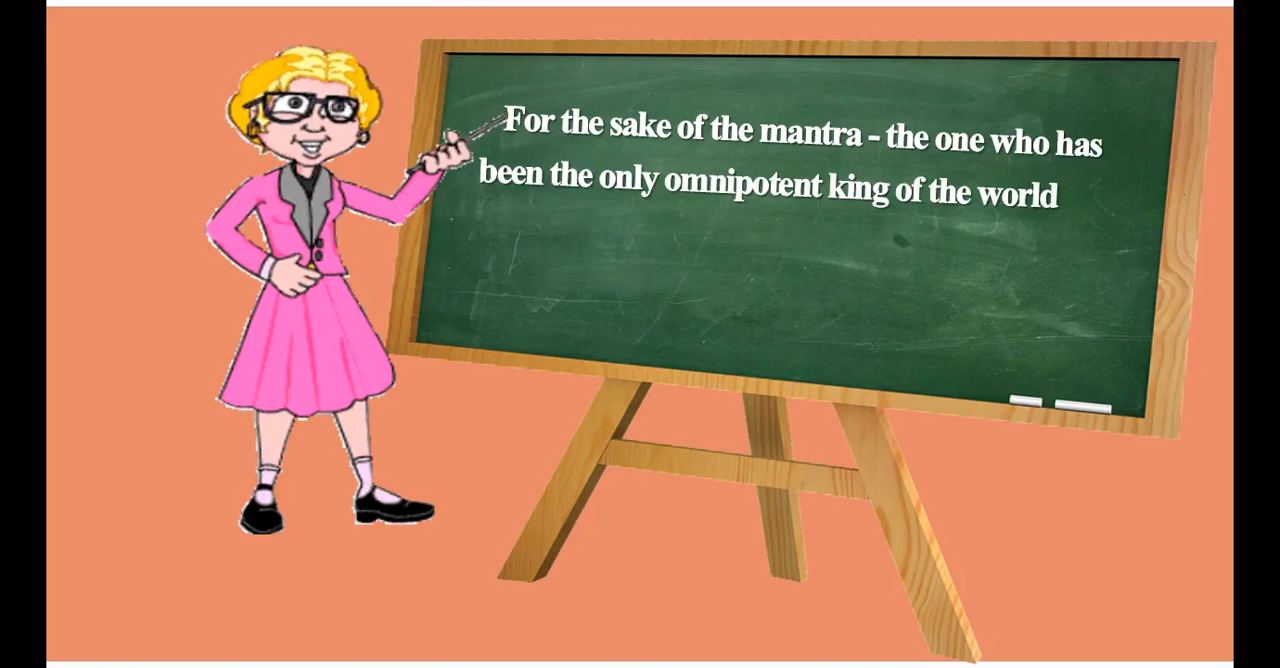 For the sake of the mantra - the one who has
been the only omnipotent king of the world